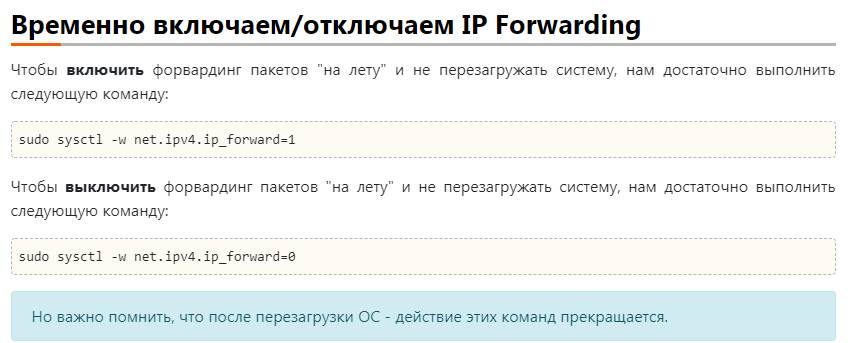 Временно включаем/отключаем IP Forwarding
Чтобы включить форвардинг пакетов "на лету" и не перезагружать систему, нам достаточно выполнить
следующую команду:
sudo sysctl -w net.ipv4.ip_forward=1
Чтобы выключить форвардинг пакетов "на лету" и не перезагружать систему, нам достаточно выполнить
следующую команду:
sudo sysctl -w net.ipv4.ip_forward=0
Но важно помнить, что после перезагрузки ОС - действие этих команд прекращается.